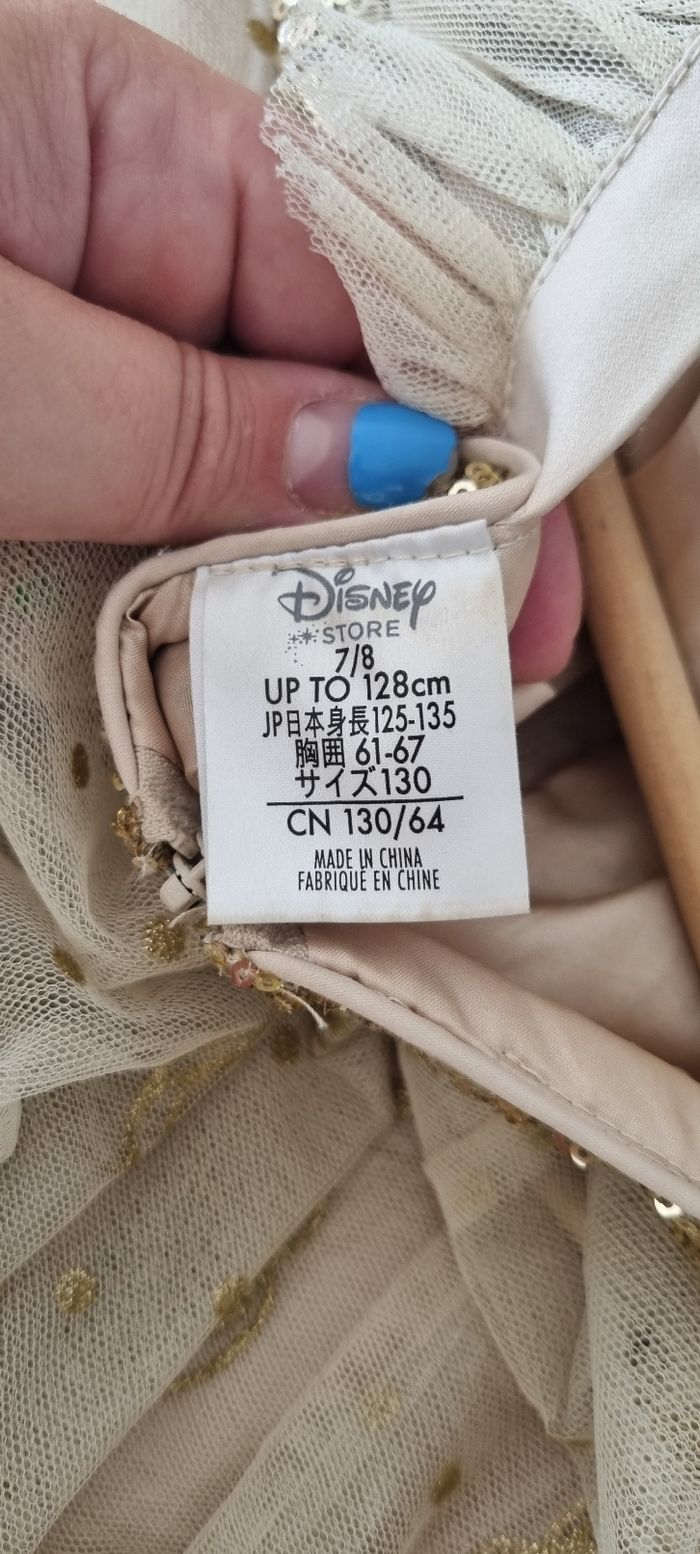 Disney
STORE
7/8
UP TO 128cm
JP日本身長125-135
胸囲 61-67
サイズ130
CN 130/64
MADE IN CHINA
FABRIQUÉ EN CHINE